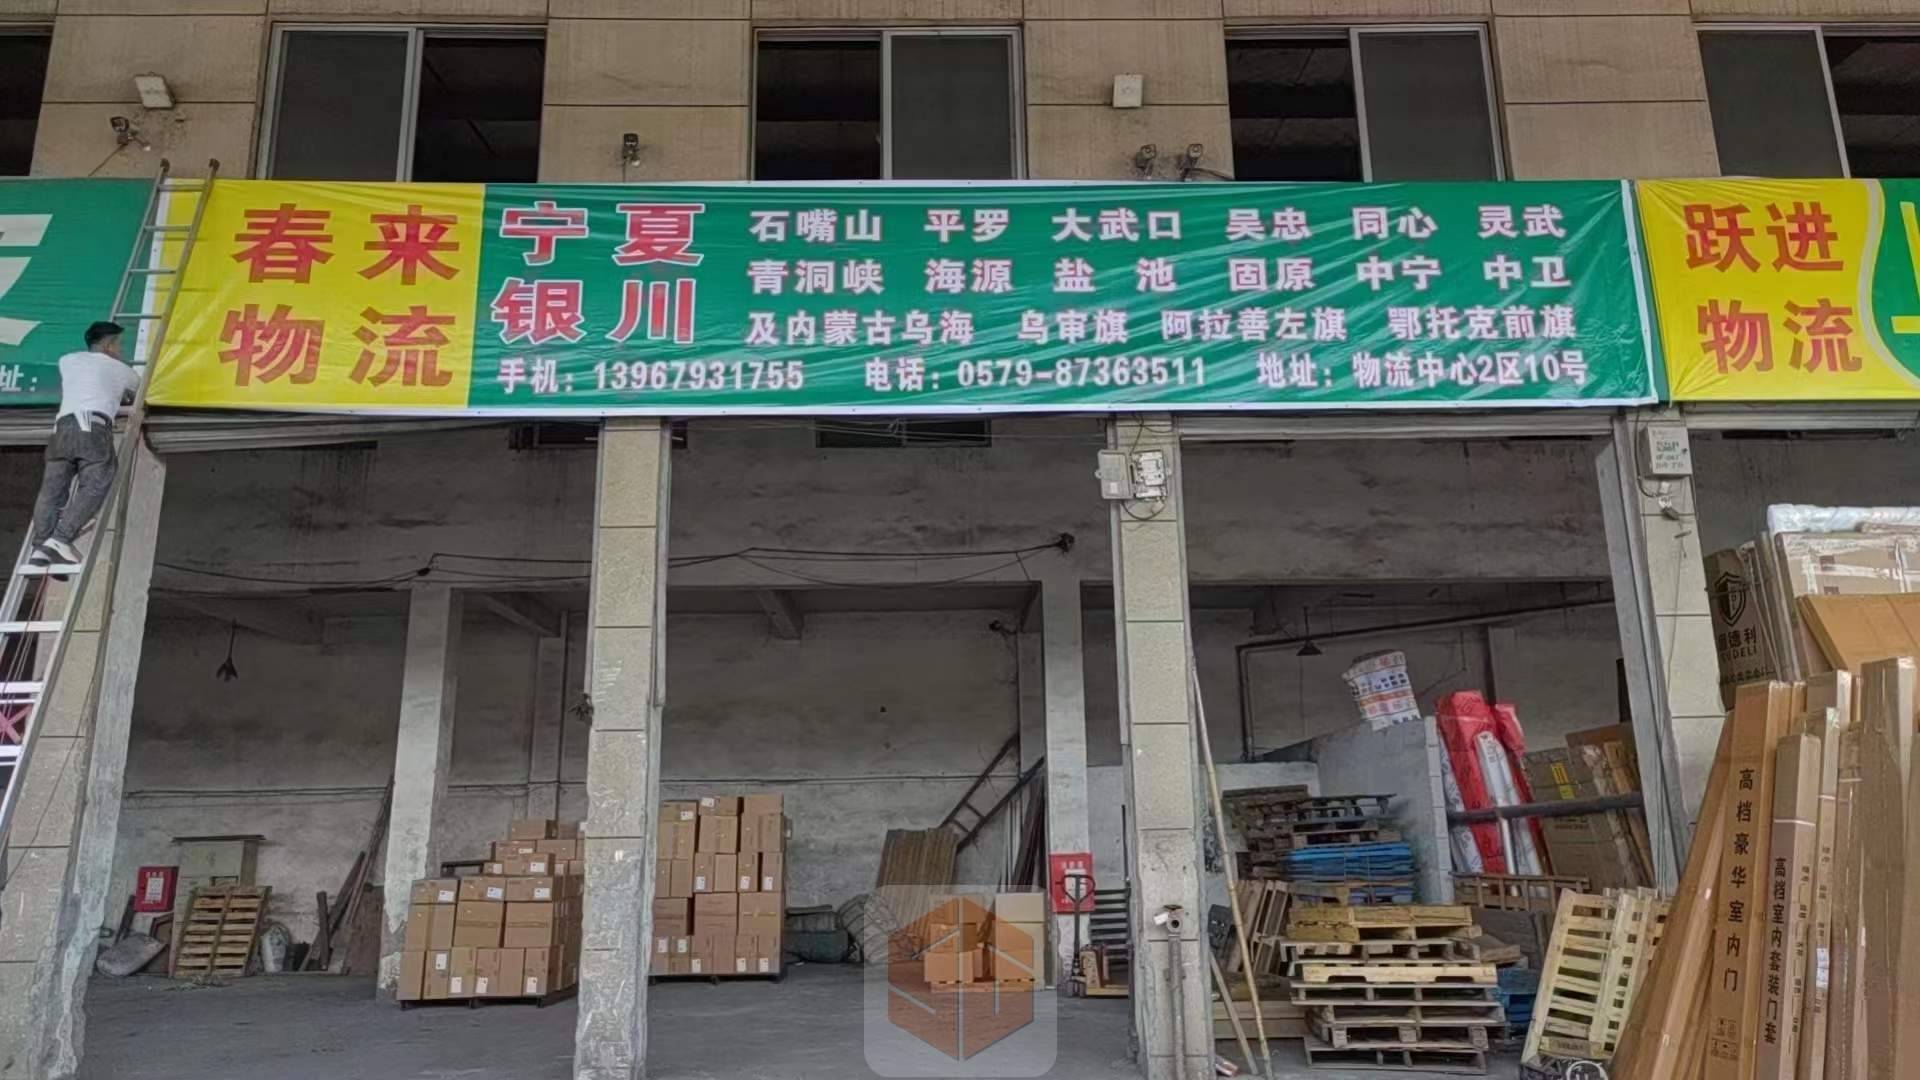 址：
春来
物流
宁夏
银川
石嘴山 平罗 大武口 吴忠 同心 灵武
青洞峡 海源 盐池 固原 中宁 中卫
及内蒙古乌海 乌审旗 阿拉善左旗 鄂托克前旗
手机：13967931755 电话：0579-87363511 地址：物流中心2区10号
跃进
物流
德利
高档豪华室内门
高档室内套装门套